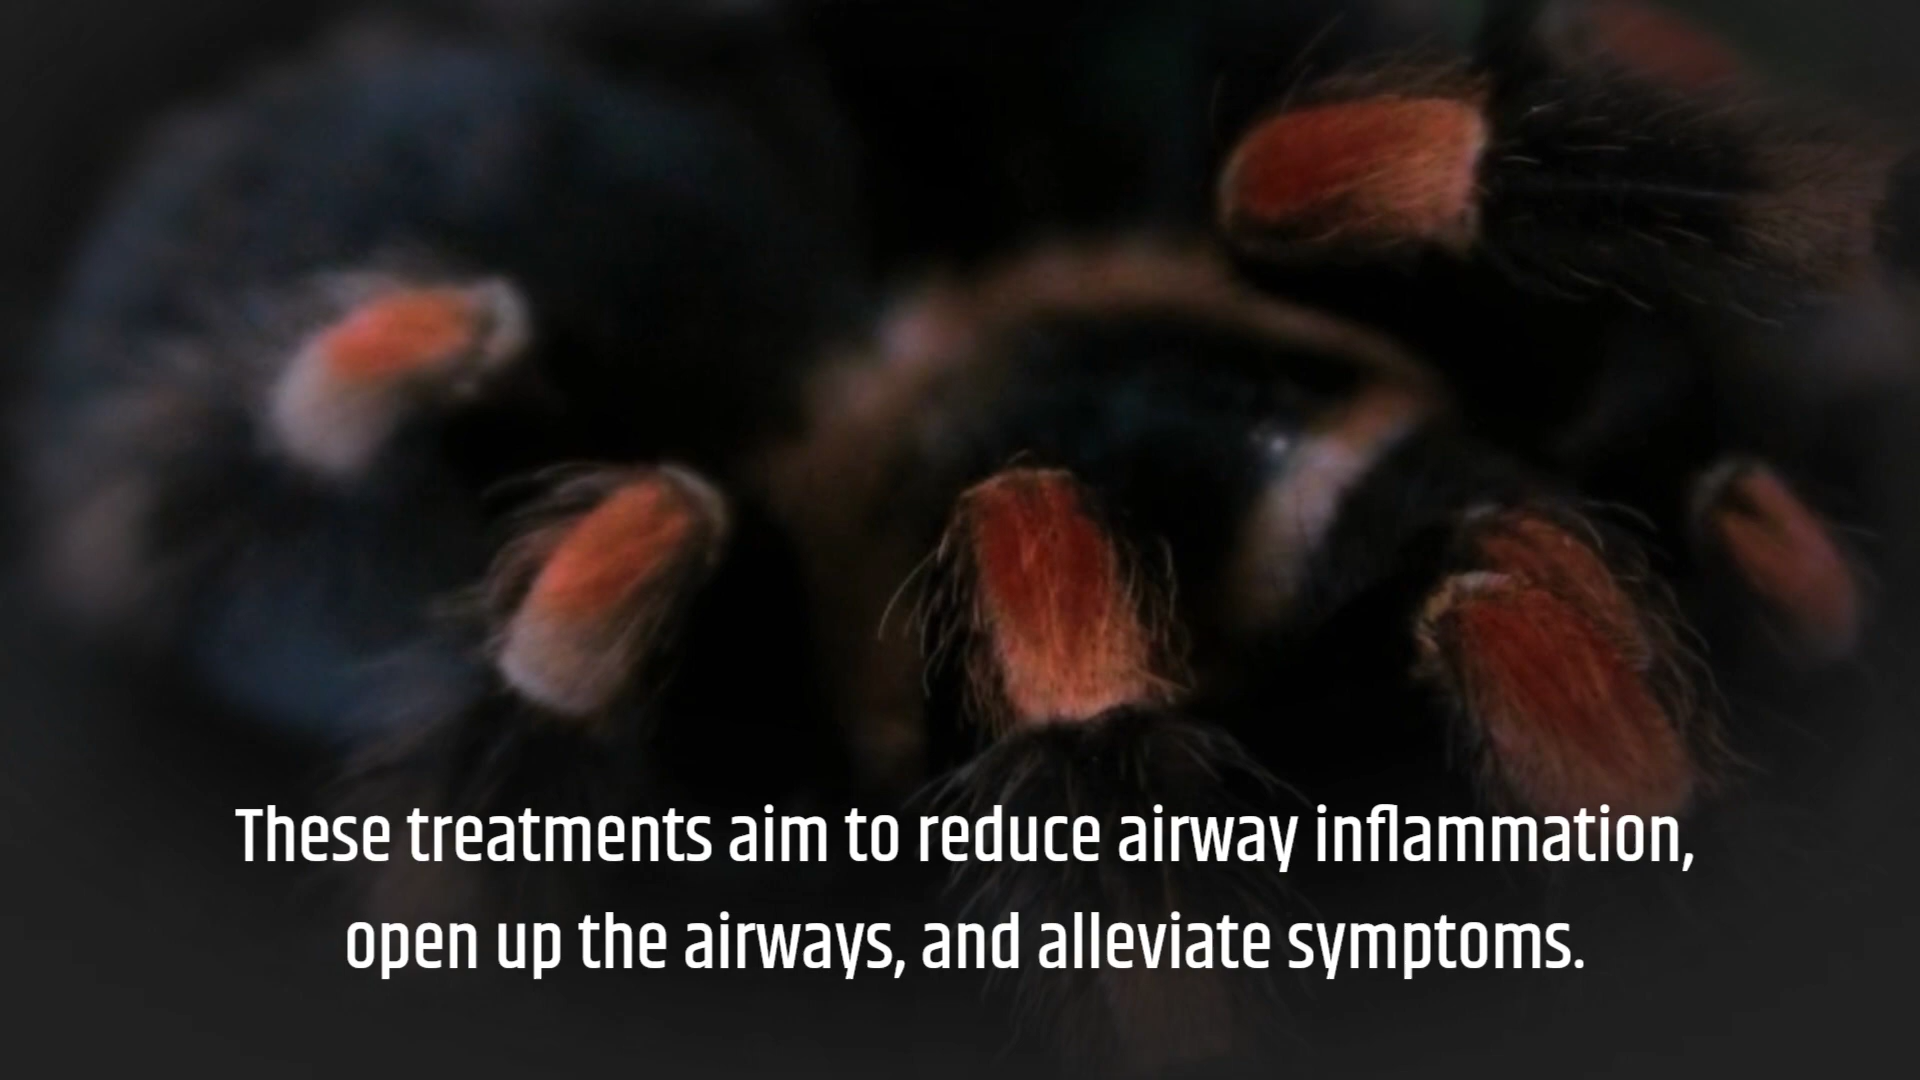 These treatments aim to reduce airway inflammation,
open up the airways, and alleviate symptoms.